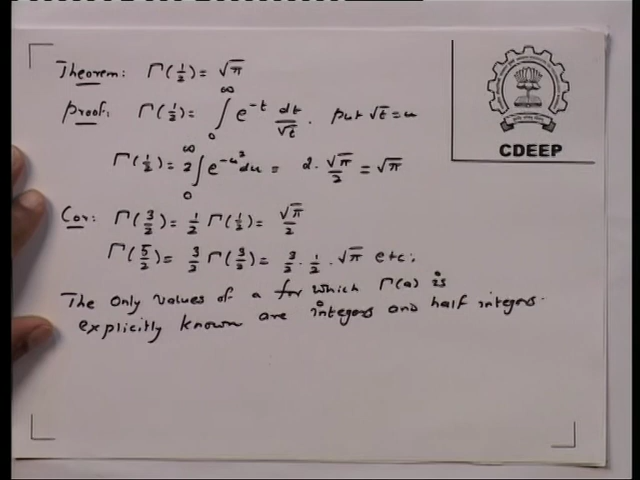 Theorem: Γ(1/2) = √π
Proof: Γ(1/2) = ∫₀^∞ e^{-t} dt/√t . put √t = u
Γ(1/2) = 2 ∫₀^∞ e^{-u²} du = 2 · √π/2 = √π
Cor: Γ(3/2) = 1/2 Γ(1/2) = √π/2
Γ(5/2) = 3/2 Γ(3/2) = 3/2 · 1/2 · √π etc.
The only values of a for which Γ(a) is
explicitly known are integers and half integers.
CDEEP